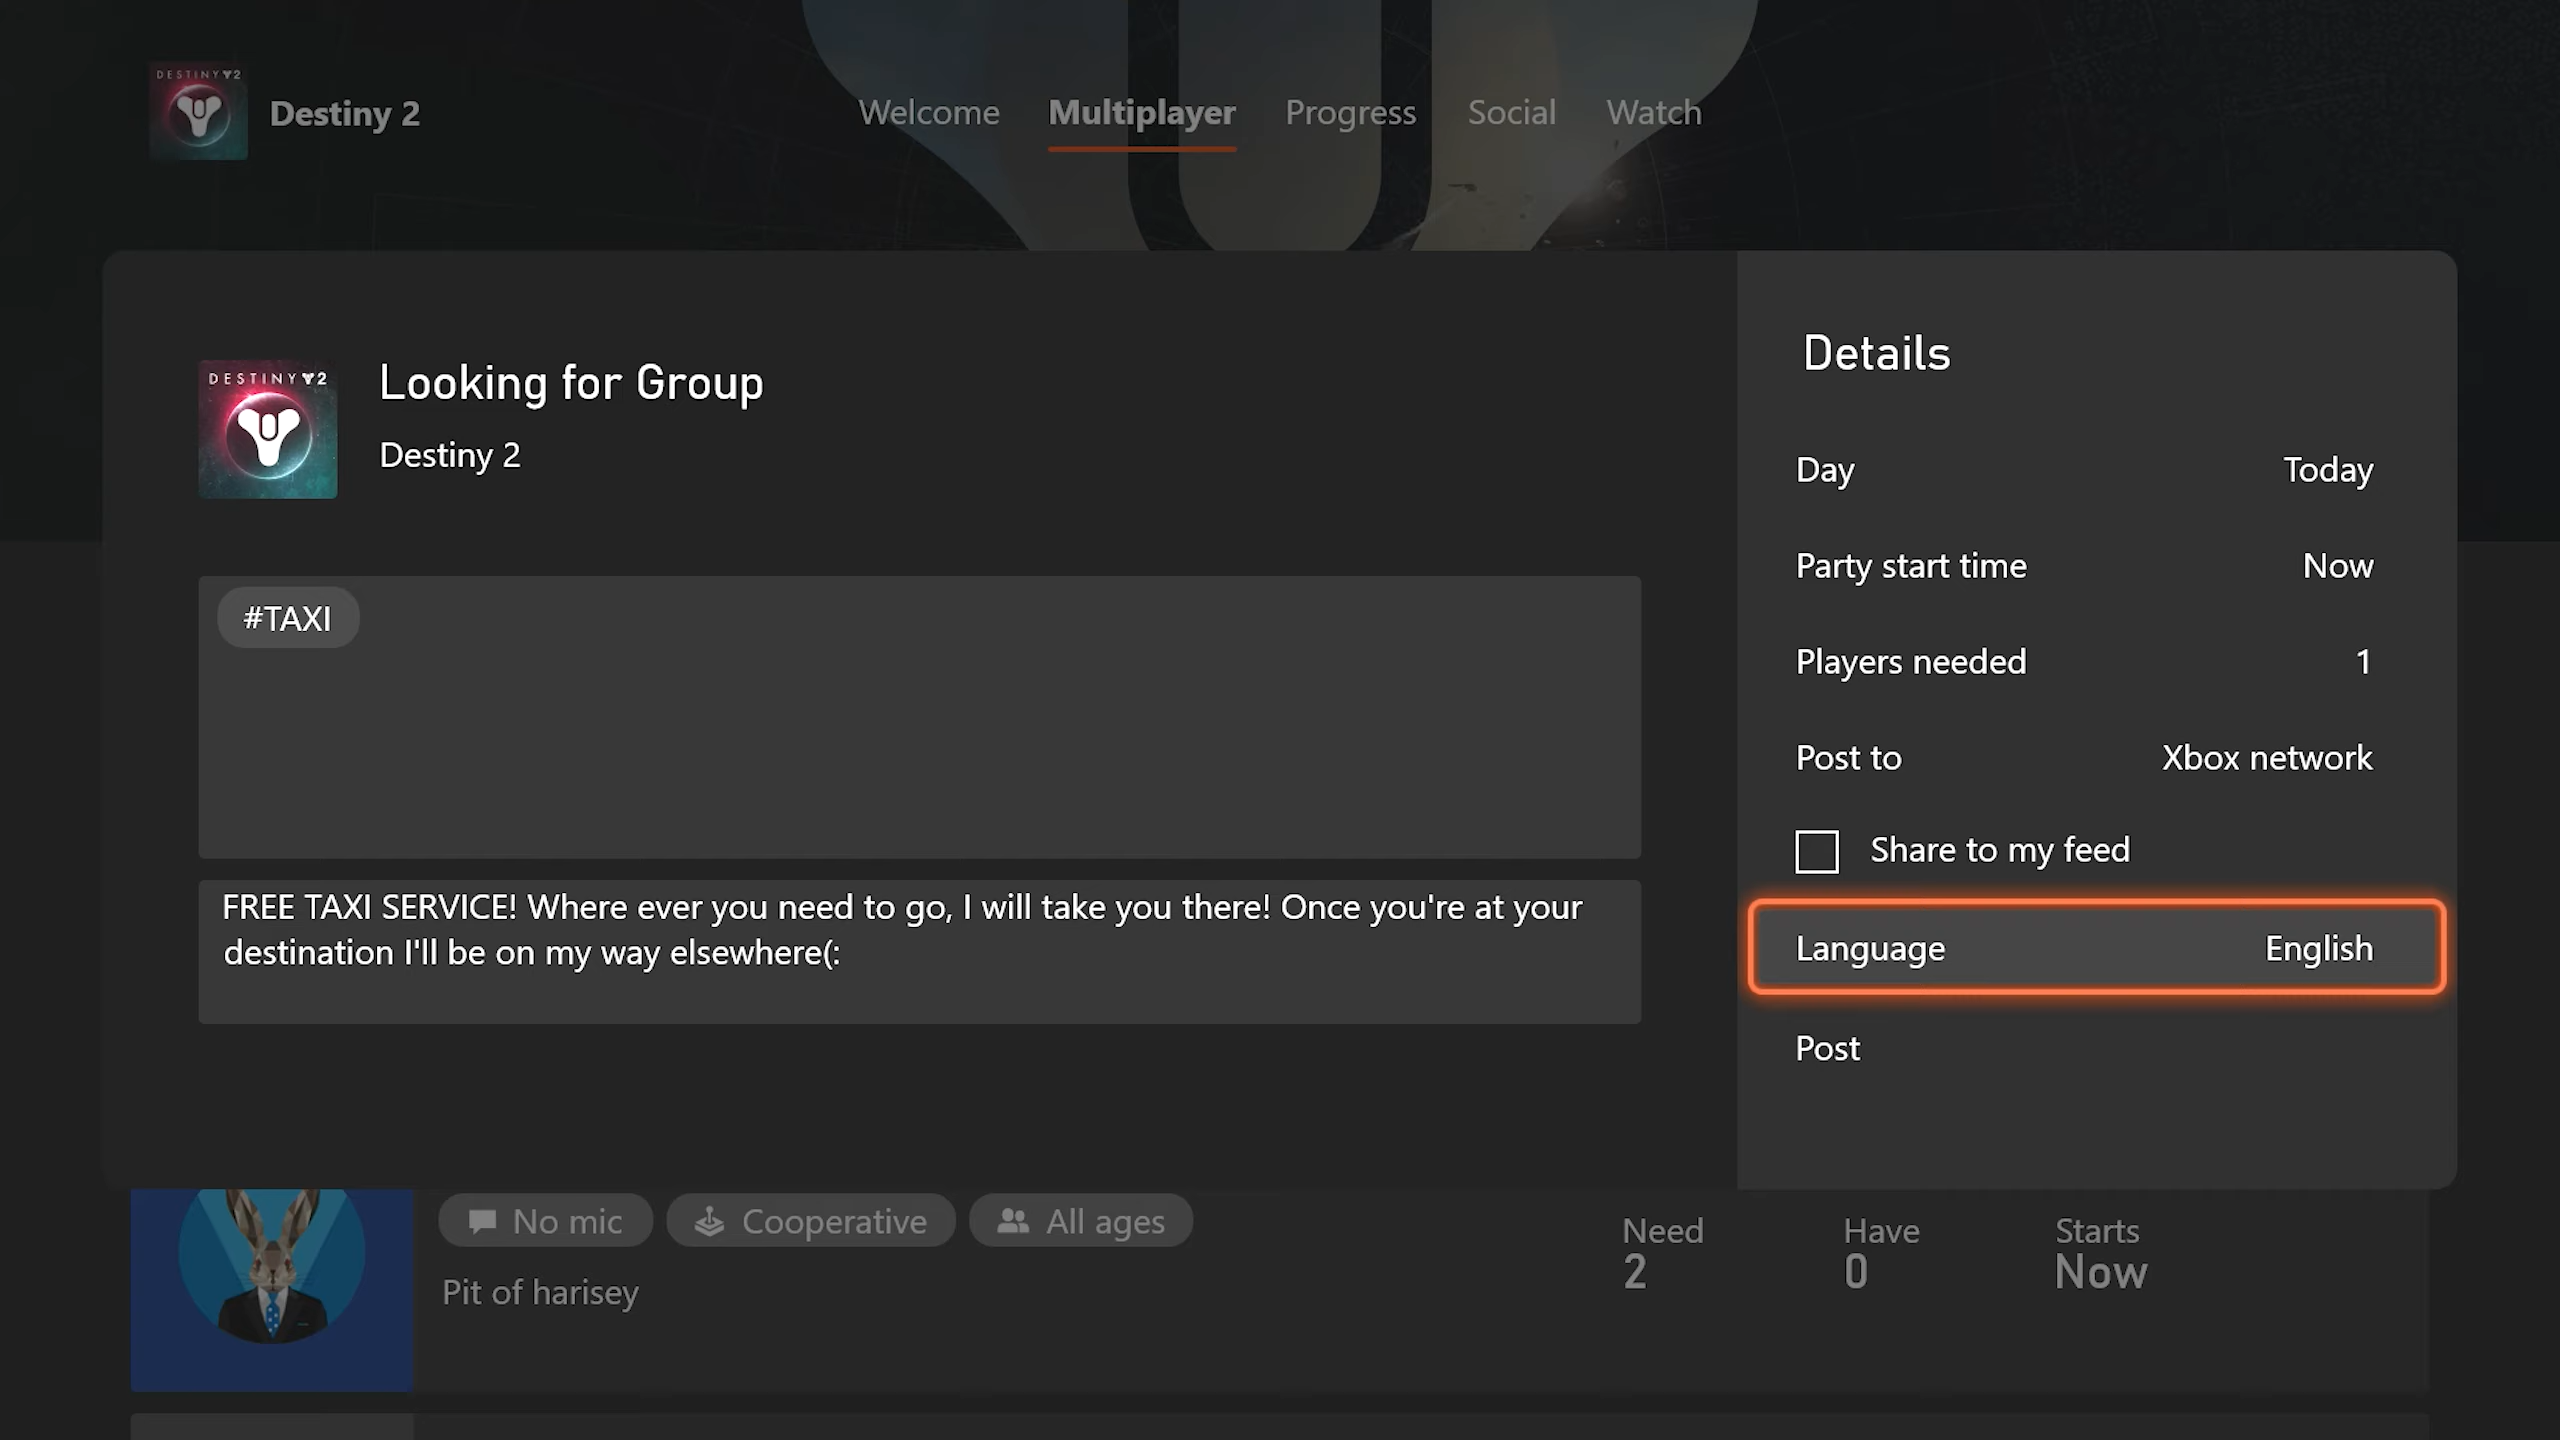 DESTINY 2
Destiny 2
Welcome
Multiplayer
Progress
Social
Watch
DESTINY 2
Looking for Group
Destiny 2
#TAXI
FREE TAXI SERVICE! Where ever you need to go, I will take you there! Once you're at your
destination I'll be on my way elsewhere(:
Details
Day Today
Party start time Now
Players needed 1
Post to Xbox network
Share to my feed
Language English
Post
No mic
Cooperative
All ages
Pit of harisey
Need
2
Have
0
Starts
Now